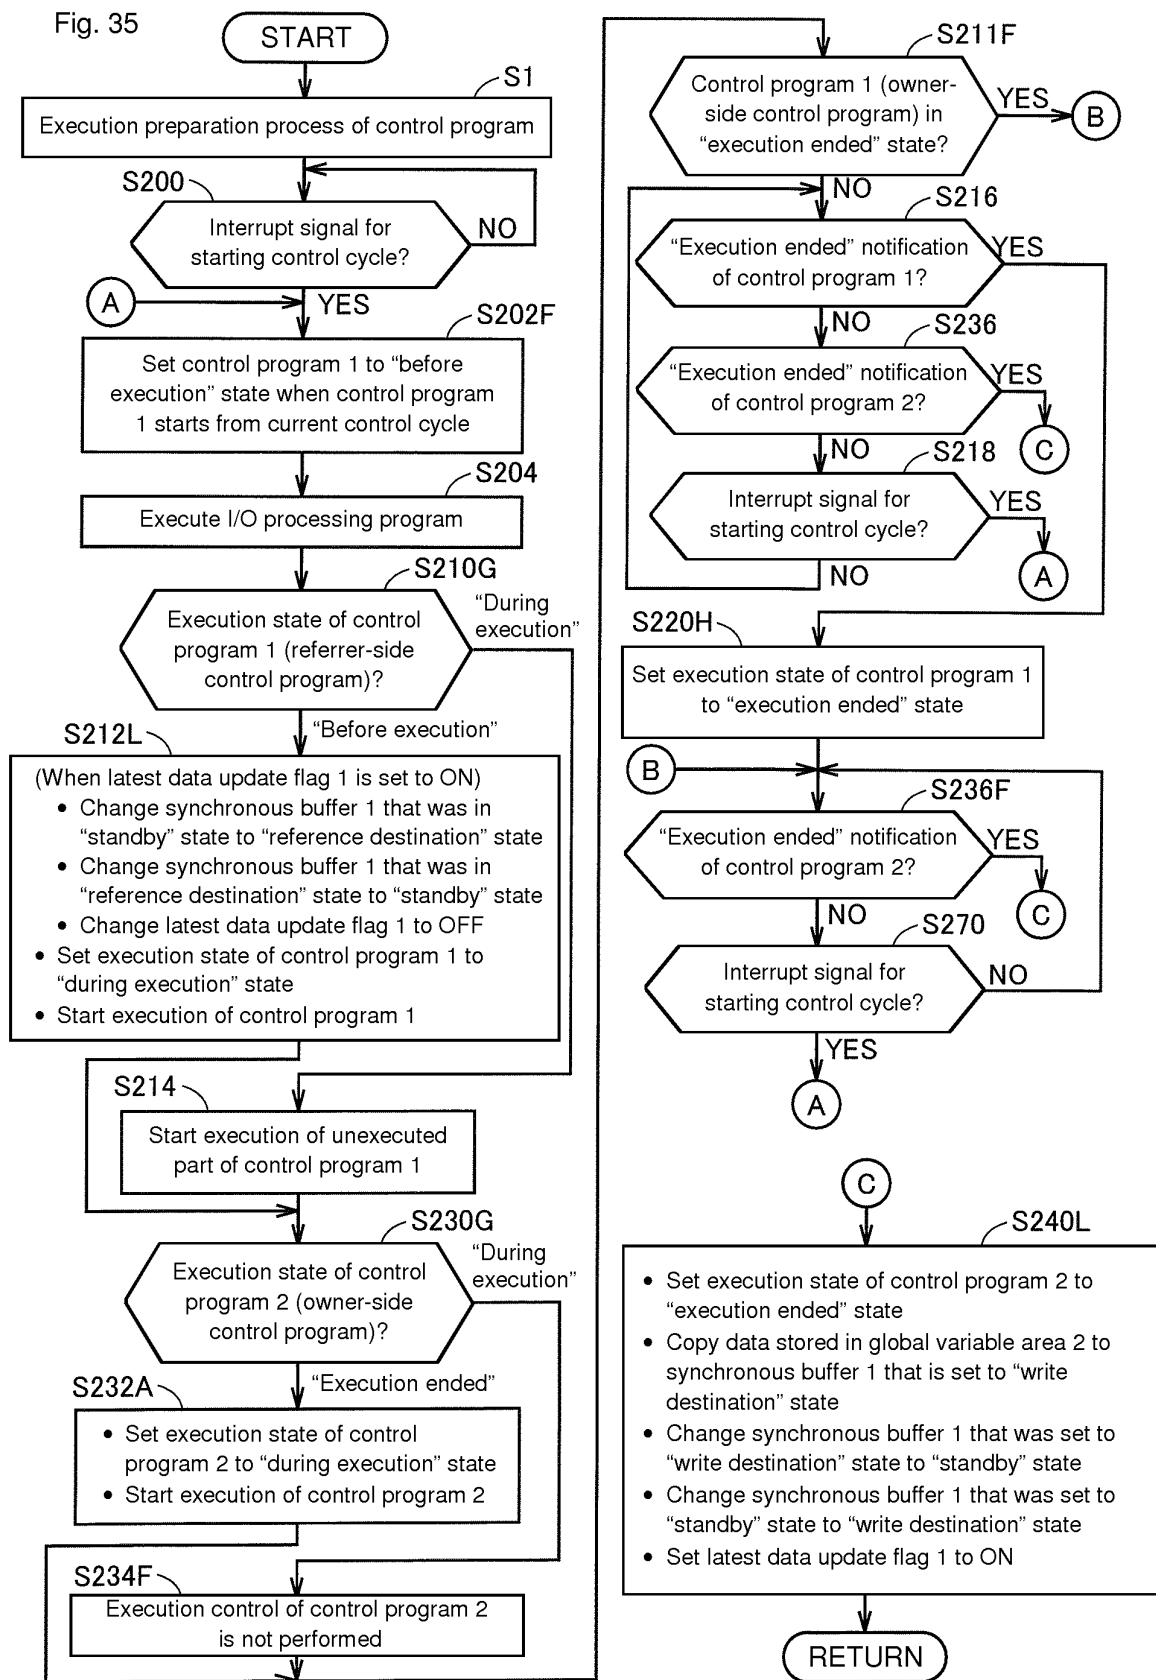 Fig. 35
START
S1
Execution preparation process of control program
S200
Interrupt signal for
starting control cycle?
NO
A
YES
S202F
Set control program 1 to “before
execution” state when control program
1 starts from current control cycle
S204
Execute I/O processing program
S210G
Execution state of control
program 1 (referrer-side
control program)?
“During
execution”
“Before execution”
S212L
(When latest data update flag 1 is set to ON)
• Change synchronous buffer 1 that was in
“standby” state to “reference destination” state
• Change synchronous buffer 1 that was in
“reference destination” state to “standby” state
• Change latest data update flag 1 to OFF
• Set execution state of control program 1 to
“during execution” state
• Start execution of control program 1
S214
Start execution of unexecuted
part of control program 1
S230G
Execution state of control
program 2 (owner-side
control program)?
“During
execution”
“Execution ended”
S232A
• Set execution state of control
program 2 to “during execution” state
• Start execution of control program 2
S234F
Execution control of control program 2
is not performed
S211F
Control program 1 (owner-
side control program) in
“execution ended” state?
YES
B
NO
S216
“Execution ended” notification
of control program 1?
YES
NO
S236
“Execution ended” notification
of control program 2?
YES
C
NO
S218
Interrupt signal for
starting control cycle?
YES
A
NO
S220H
Set execution state of control program 1
to “execution ended” state
B
S236F
“Execution ended” notification
of control program 2?
YES
C
NO
S270
Interrupt signal for
starting control cycle?
NO
YES
A
C
S240L
• Set execution state of control program 2 to
“execution ended” state
• Copy data stored in global variable area 2 to
synchronous buffer 1 that is set to “write
destination” state
• Change synchronous buffer 1 that was set to
“write destination” state to “standby” state
• Change synchronous buffer 1 that was set to
“standby” state to “write destination” state
• Set latest data update flag 1 to ON
RETURN